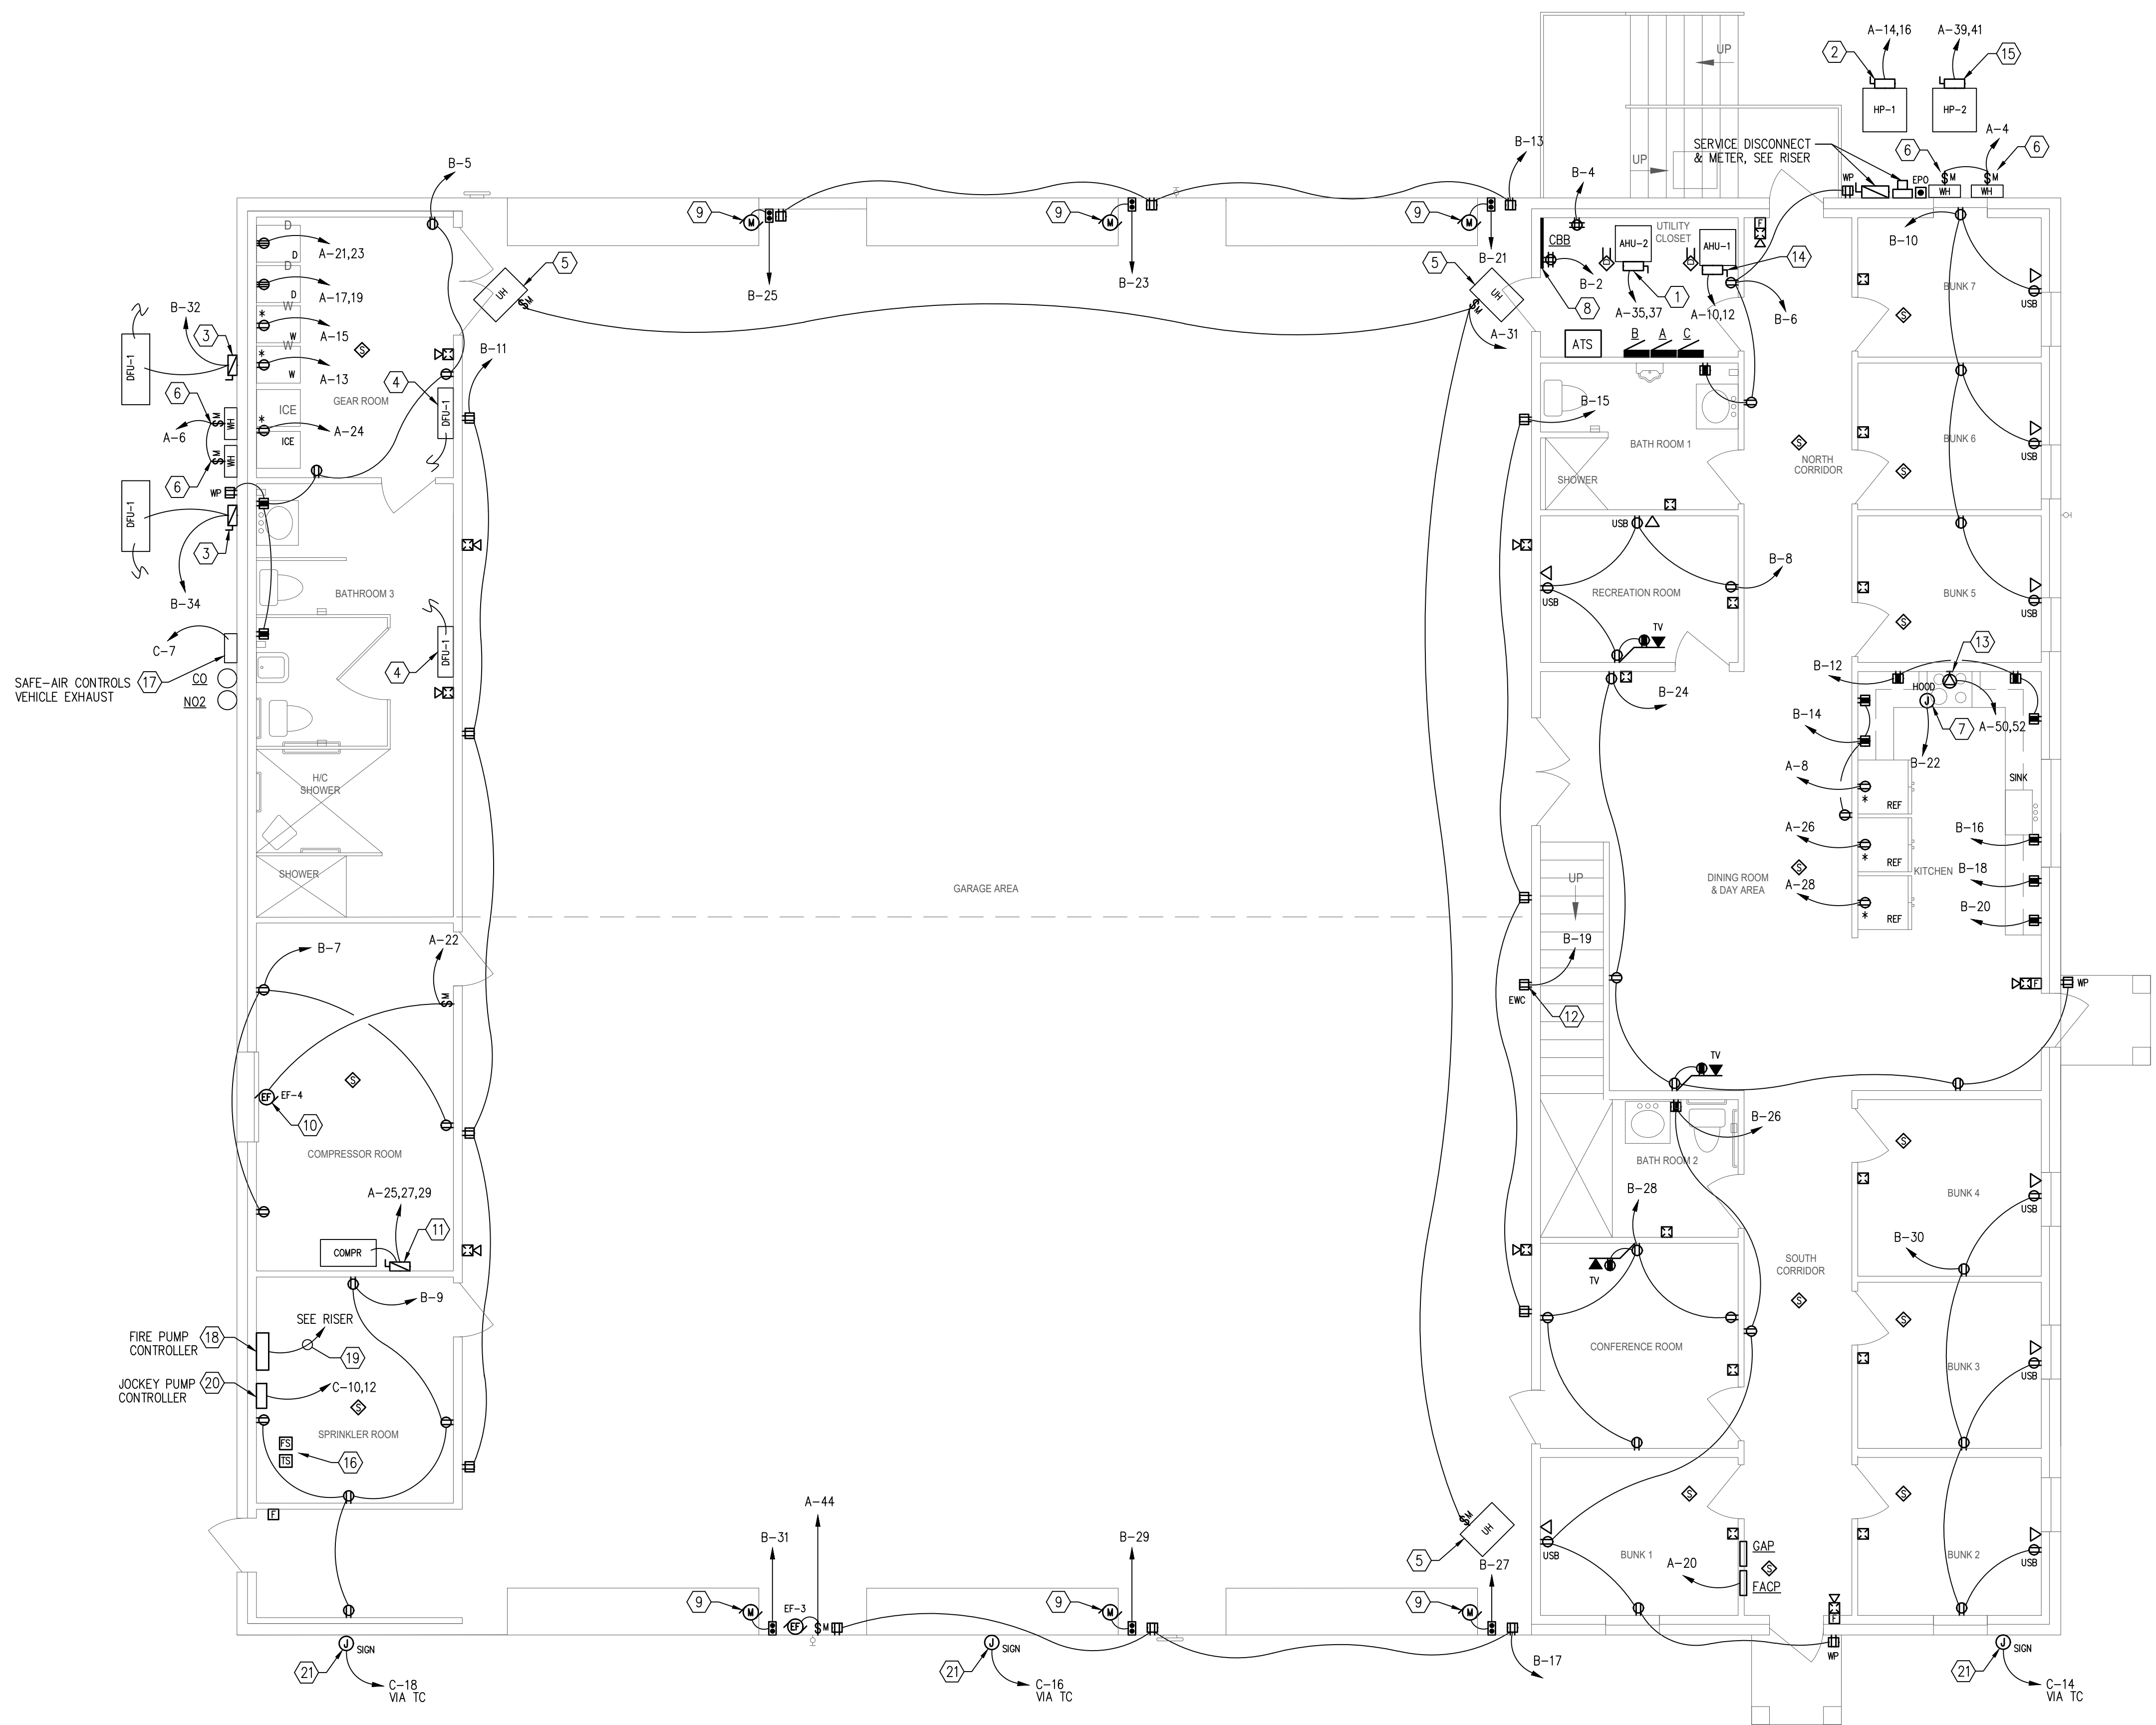 UP
A-14,16
A-39,41
2
15
HP-1
HP-2
A-4
SERVICE DISCONNECT
& METER, SEE RISER
6
6
B-13
UP
B-4
WP
EPO
$M
$M
WH
WH
B-5
9
M
9
M
9
M
CBB
UTILITY
CLOSET
AHU-2
AHU-1
F
B-10
D
D
A-21,23
5
UH
$M
B-25
B-23
B-21
5
UH
$M
B-2
8
1
14
BUNK 7
USB
D
D
A-17,19
A-35,37
A-10,12
B-6
S
B-32
3
*
W
W
A-15
S
A-31
ATS
B
A
C
DFU-1
*
W
W
A-13
B-11
4
DFU-1
GEAR ROOM
6
$M
WH
ICE
*
A-24
ICE
A-6
B-15
BATH ROOM 1
S
BUNK 6
USB
NORTH
CORRIDOR
S
$M
WH
6
WP
SHOWER
DFU-1
3
USB
B-34
BATHROOM 3
B-8
RECREATION ROOM
USB
BUNK 5
USB
S
C-7
TV
13
SAFE-AIR CONTROLS
VEHICLE EXHAUST
17
CO
NO2
DFU-1
4
B-12
HOOD
J
B-24
B-14
7
A-50,52
B-22
A-8
*
REF
SINK
H/C
SHOWER
A-26
*
REF
B-16
SHOWER
GARAGE AREA
UP
DINING ROOM
& DAY AREA
S
A-28
*
REF
KITCHEN
B-18
B-20
B-7
A-22
B-19
$M
EWC
12
F
WP
S
TV
EF
EF-4
10
B-26
COMPRESSOR ROOM
BATH ROOM 2
S
A-25,27,29
B-28
BUNK 4
USB
COMPR
11
TV
SOUTH
CORRIDOR
B-30
B-9
S
S
SEE RISER
FIRE PUMP
CONTROLLER
18
19
CONFERENCE ROOM
BUNK 3
USB
JOCKEY PUMP
CONTROLLER
20
C-10,12
S
SPRINKLER ROOM
FS
TS
16
F
A-44
S
S
B-31
B-29
$M
UH
5
B-27
USB
BUNK 1
GAP
S
A-20
FACP
BUNK 2
USB
9
M
EF-3
EF
$M
9
M
9
M
F
B-17
WP
J
SIGN
21
C-18
VIA TC
J
SIGN
21
C-16
VIA TC
J
SIGN
21
C-14
VIA TC